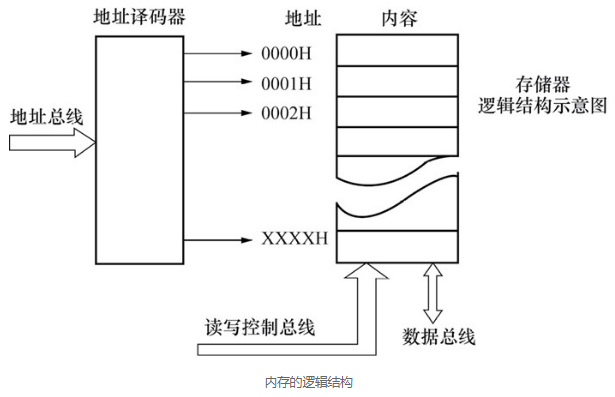 地址译码器
地址
内容
0000H
0001H
0002H
存储器
逻辑结构示意图
地址总线
XXXXH
读写控制总线
数据总线
内存的逻辑结构